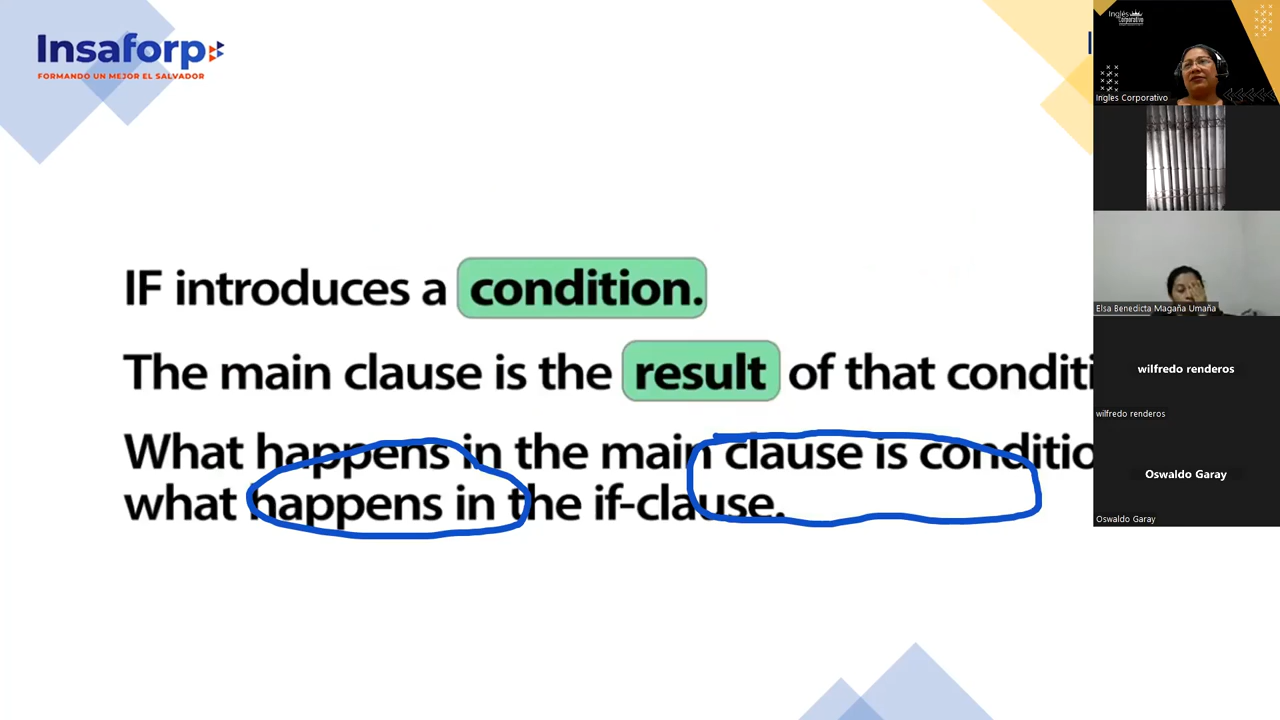 Insaforp
FORMANDO UN MEJOR EL SALVADOR
IF introduces a condition.
The main clause is the result of that conditi
What happens in the main clause is conditio
what happens in the if-clause.
Inglés
Corporativo
Ingles Corporativo
Elsa Benedicta Magaña Umaña
wilfredo renderos
wilfredo renderos
Oswaldo Garay
Oswaldo Garay